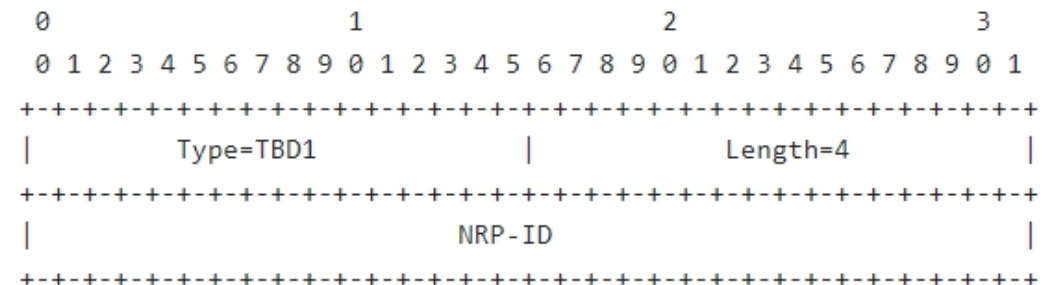 0                   1                   2                   3
 0 1 2 3 4 5 6 7 8 9 0 1 2 3 4 5 6 7 8 9 0 1 2 3 4 5 6 7 8 9 0 1
+-+-+-+-+-+-+-+-+-+-+-+-+-+-+-+-+-+-+-+-+-+-+-+-+-+-+-+-+-+-+-+-+
|         Type=TBD1             |            Length=4           |
+-+-+-+-+-+-+-+-+-+-+-+-+-+-+-+-+-+-+-+-+-+-+-+-+-+-+-+-+-+-+-+-+
|                           NRP-ID                              |
+-+-+-+-+-+-+-+-+-+-+-+-+-+-+-+-+-+-+-+-+-+-+-+-+-+-+-+-+-+-+-+-+